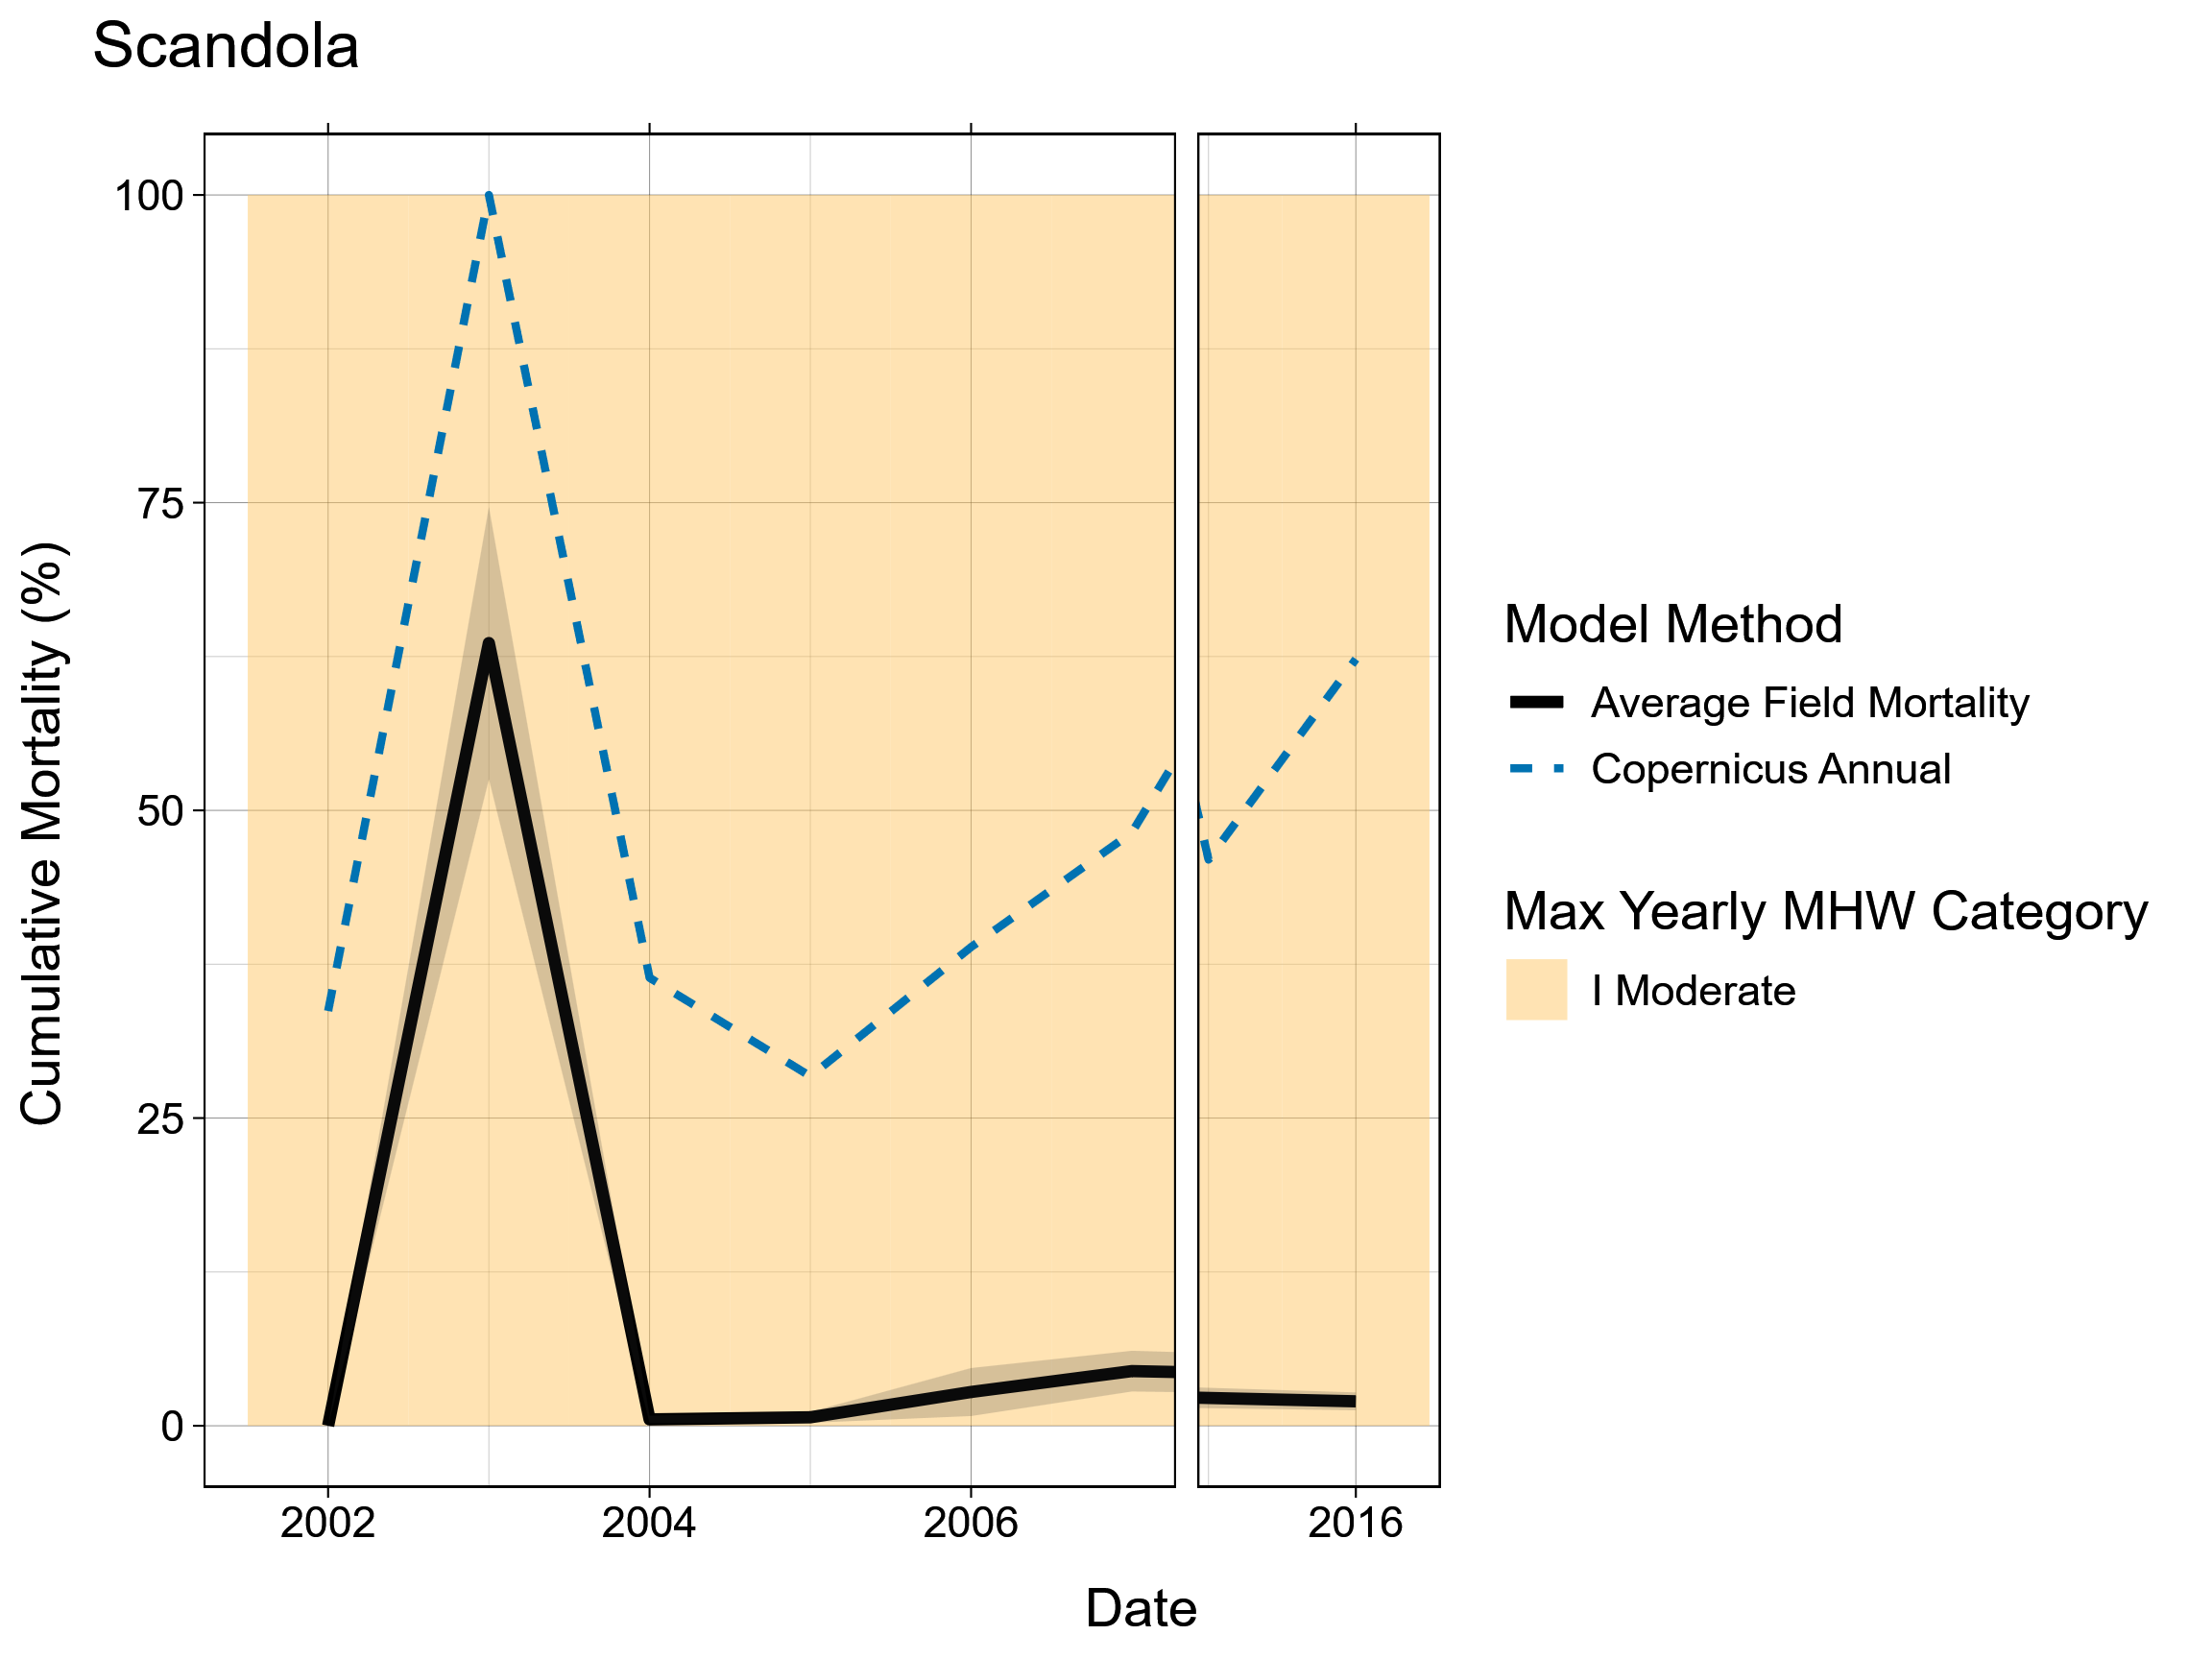 Scandola
100
75
50
25
0
Cumulative Mortality (%)
2002
2004
2006
2016
Date
Model Method
Average Field Mortality
Copernicus Annual
Max Yearly MHW Category
I Moderate